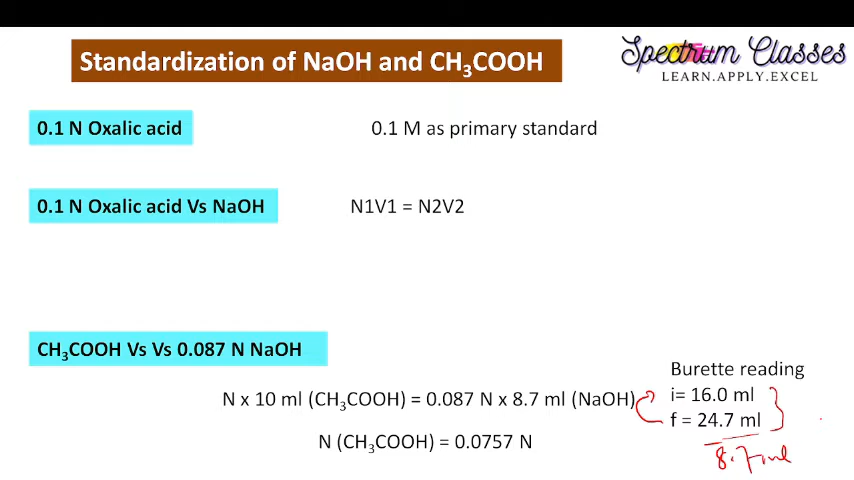 Standardization of NaOH and CH₃COOH
Spectrum Classes
LEARN.APPLY.EXCEL
0.1 N Oxalic acid
0.1 M as primary standard
0.1 N Oxalic acid Vs NaOH
N1V1 = N2V2
CH₃COOH Vs Vs 0.087 N NaOH
Burette reading
i= 16.0 ml
f = 24.7 ml
8.7 ml
N x 10 ml (CH₃COOH) = 0.087 N x 8.7 ml (NaOH)
N (CH₃COOH) = 0.0757 N